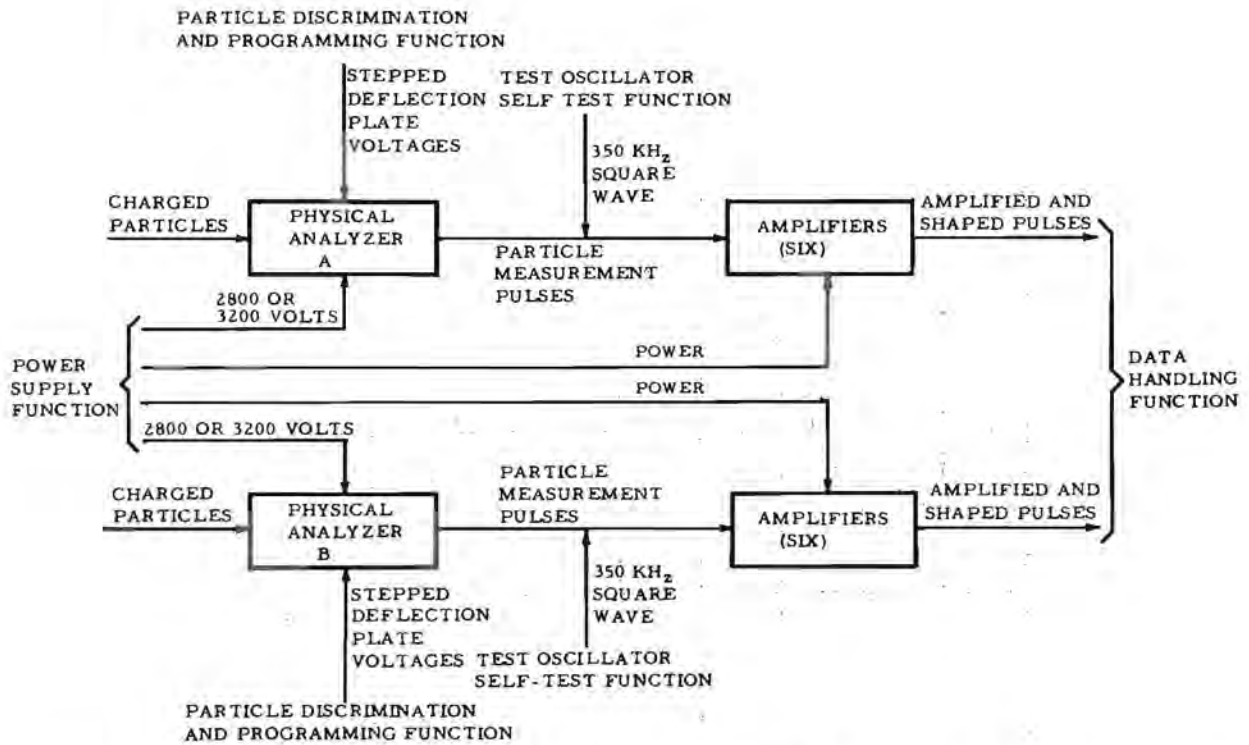 PARTICLE DISCRIMINATION
AND PROGRAMMING FUNCTION
STEPPED
DEFLECTION
PLATE
VOLTAGES
TEST OSCILLATOR
SELF TEST FUNCTION
350 KHz
SQUARE
WAVE
CHARGED
PARTICLES
PHYSICAL
ANALYZER
A
PARTICLE
MEASUREMENT
PULSES
AMPLIFIERS
(SIX)
AMPLIFIED AND
SHAPED PULSES
2800 OR
3200 VOLTS
POWER
SUPPLY
FUNCTION
POWER
POWER
DATA
HANDLING
FUNCTION
2800 OR 3200 VOLTS
CHARGED
PARTICLES
PHYSICAL
ANALYZER
B
PARTICLE
MEASUREMENT
PULSES
AMPLIFIERS
(SIX)
AMPLIFIED AND
SHAPED PULSES
STEPPED
DEFLECTION
PLATE
VOLTAGES
350 KHz
SQUARE
WAVE
TEST OSCILLATOR
SELF-TEST FUNCTION
PARTICLE DISCRIMINATION
AND PROGRAMMING FUNCTION